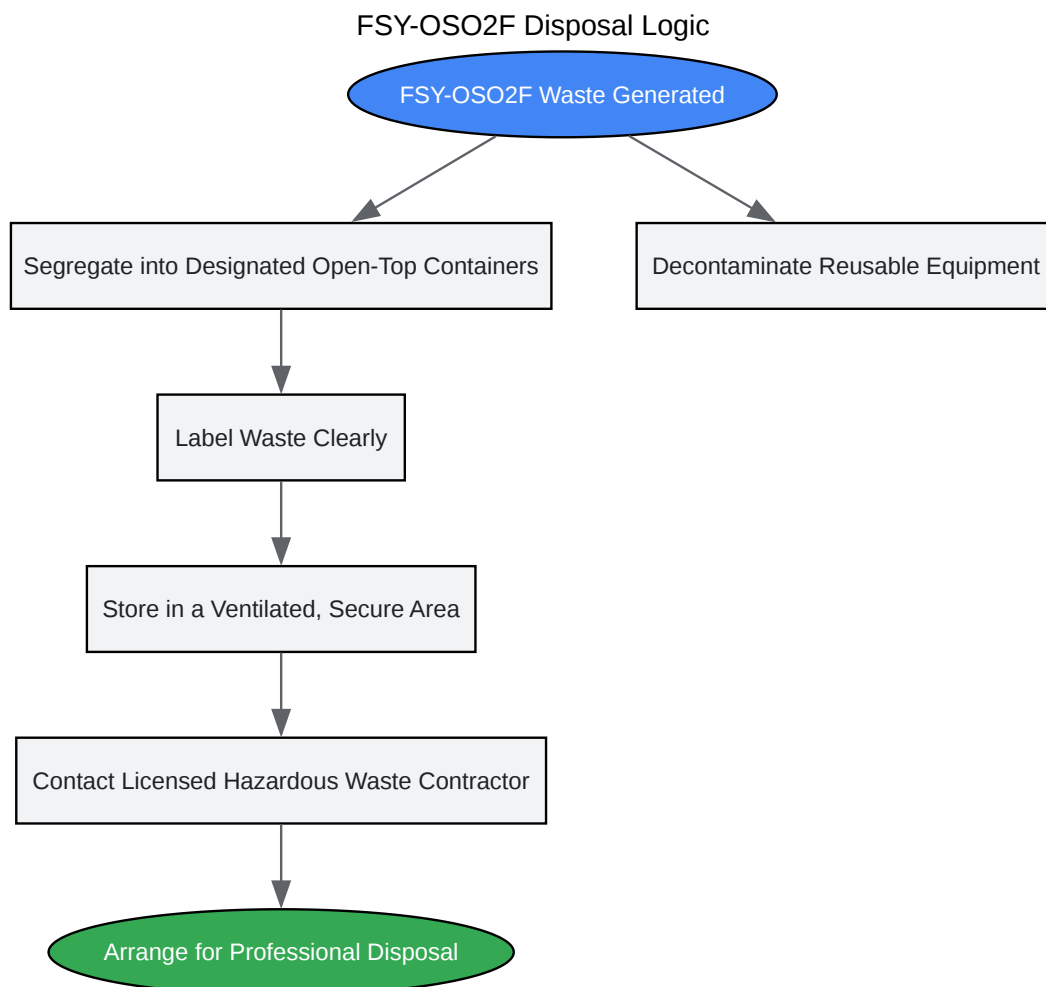 FSY-OSO2F Disposal Logic
FSY-OSO2F Waste Generated
Segregate into Designated Open-Top Containers
Decontaminate Reusable Equipment
Label Waste Clearly
Store in a Ventilated, Secure Area
Contact Licensed Hazardous Waste Contractor
Arrange for Professional Disposal